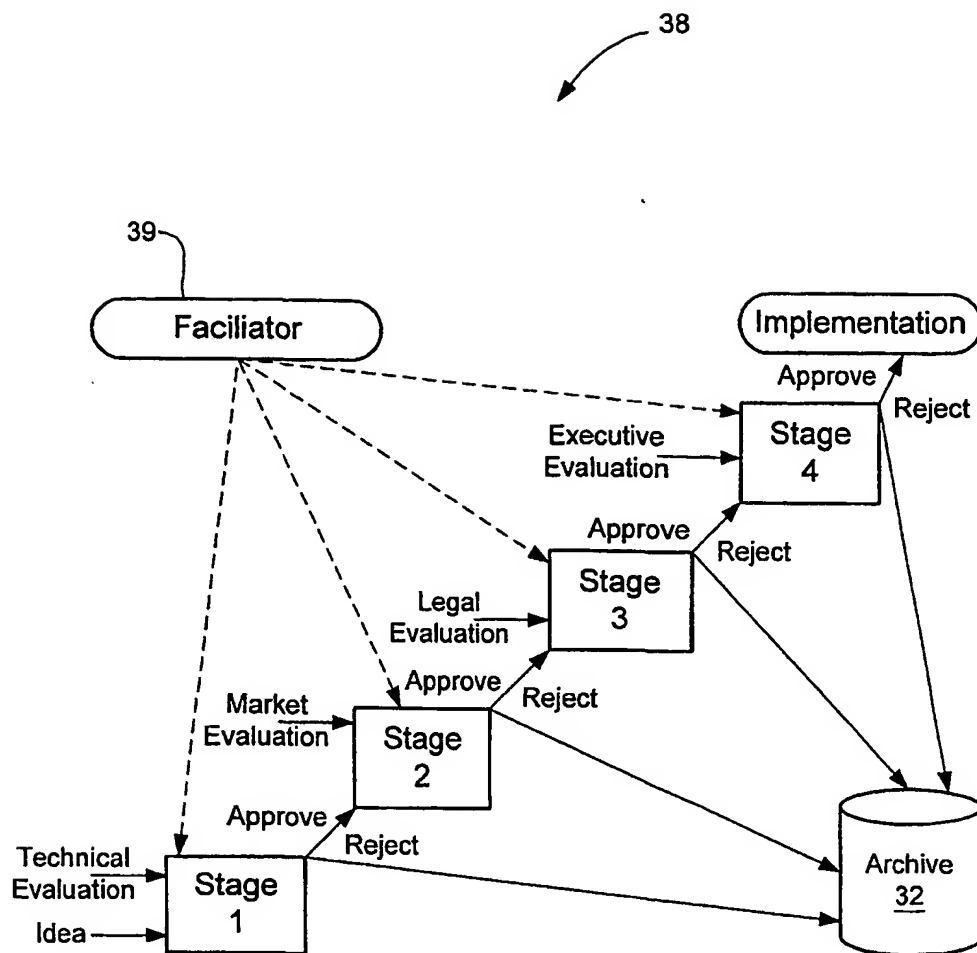 38
39
Faciliator
Implementation
Approve
Reject
Executive
Evaluation
Stage
4
Approve
Reject
Legal
Evaluation
Stage
3
Approve
Reject
Market
Evaluation
Stage
2
Approve
Reject
Technical
Evaluation
Idea
Stage
1
Archive
32